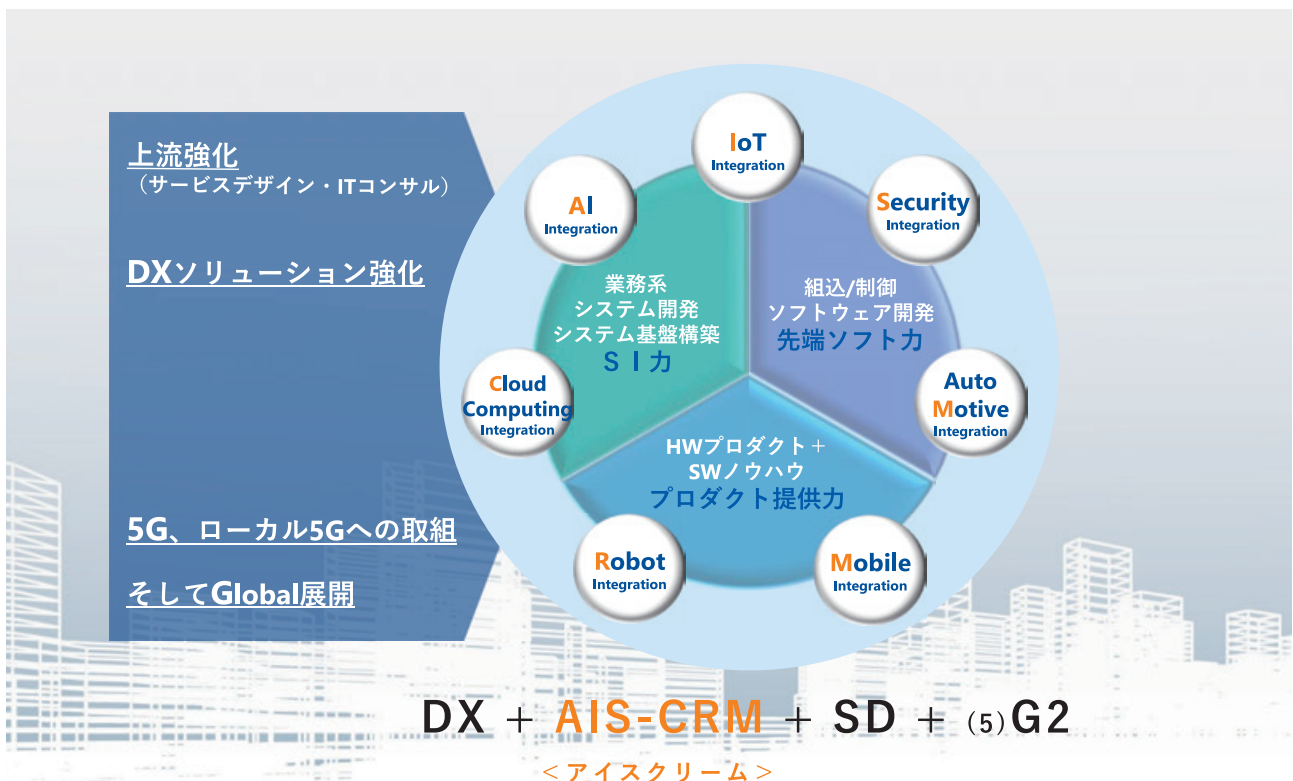 上流強化
（サービスデザイン・ITコンサル）
DXソリューション強化
5G、ローカル5Gへの取組
そしてGlobal展開
IoT
Integration
AI
Integration
Security
Integration
業務系
システム開発
システム基盤構築
ＳＩ力
組込/制御
ソフトウェア開発
先端ソフト力
Cloud
Computing
Integration
Auto
Motive
Integration
HWプロダクト＋
SWノウハウ
プロダクト提供力
Robot
Integration
Mobile
Integration
DX + AIS-CRM + SD + (5)G2
＜アイスクリーム＞